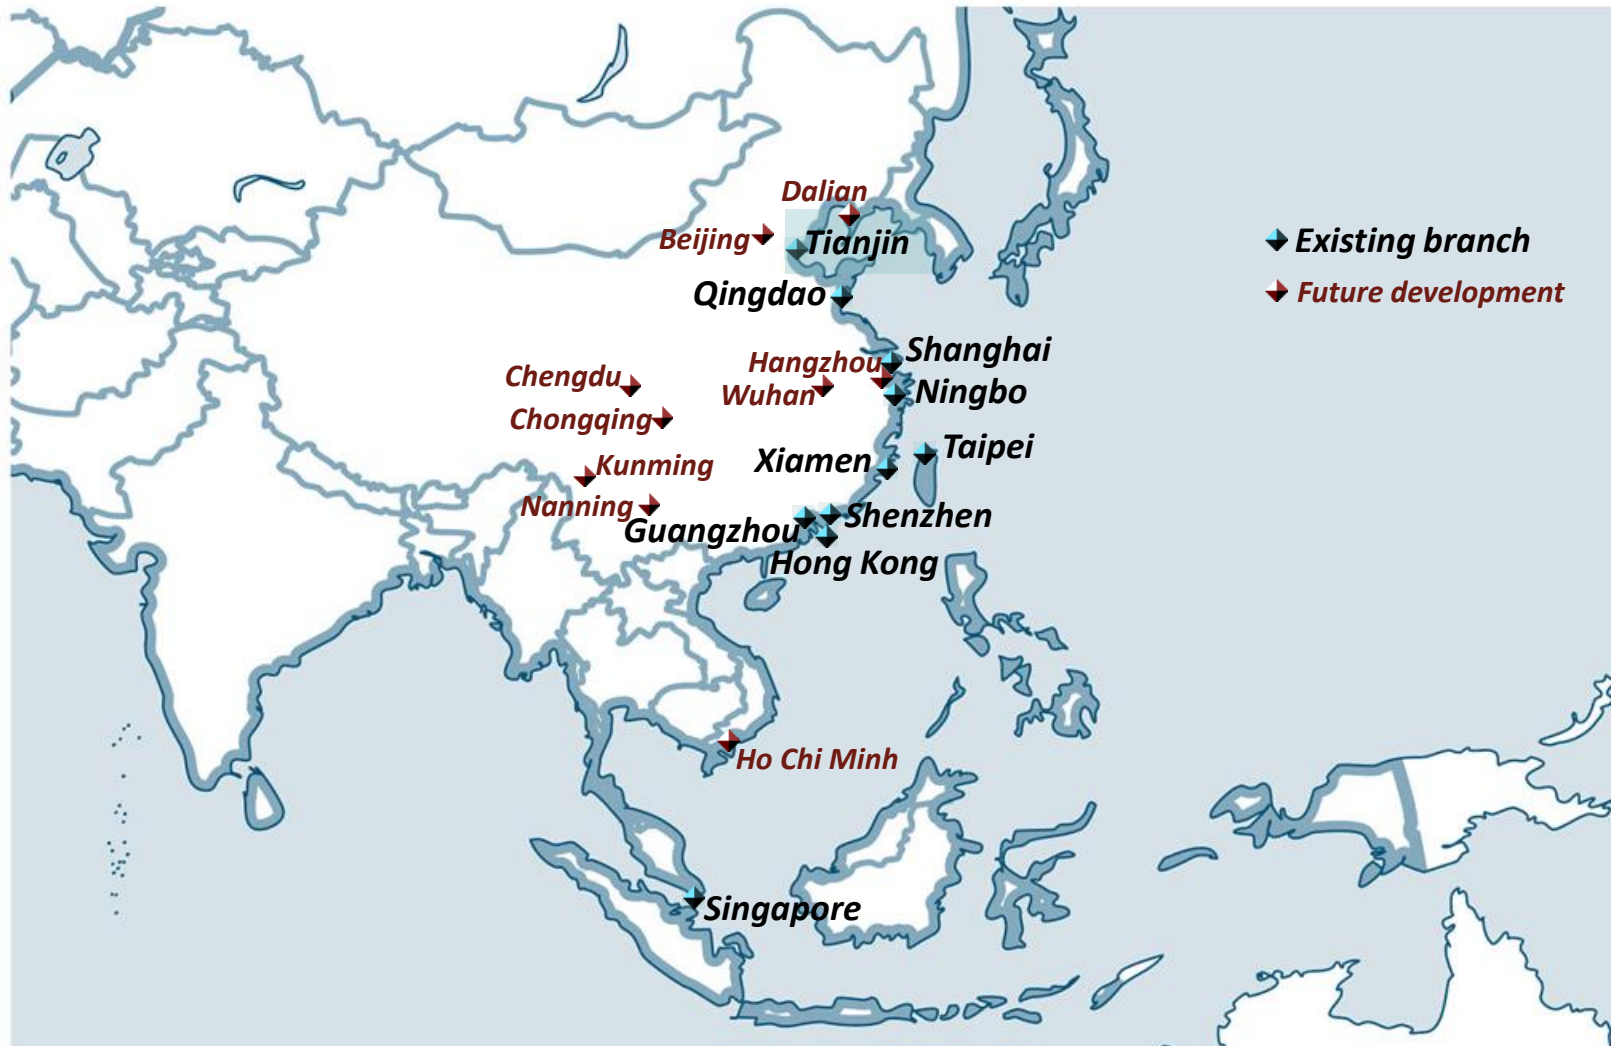 Dalian
Beijing
Tianjin
Existing branch
Qingdao
Future development
Shanghai
Hangzhou
Chengdu
Wuhan
Ningbo
Chongqing
Taipei
Xiamen
Kunming
Nanning
Shenzhen
Guangzhou
Hong Kong
Ho Chi Minh
Singapore